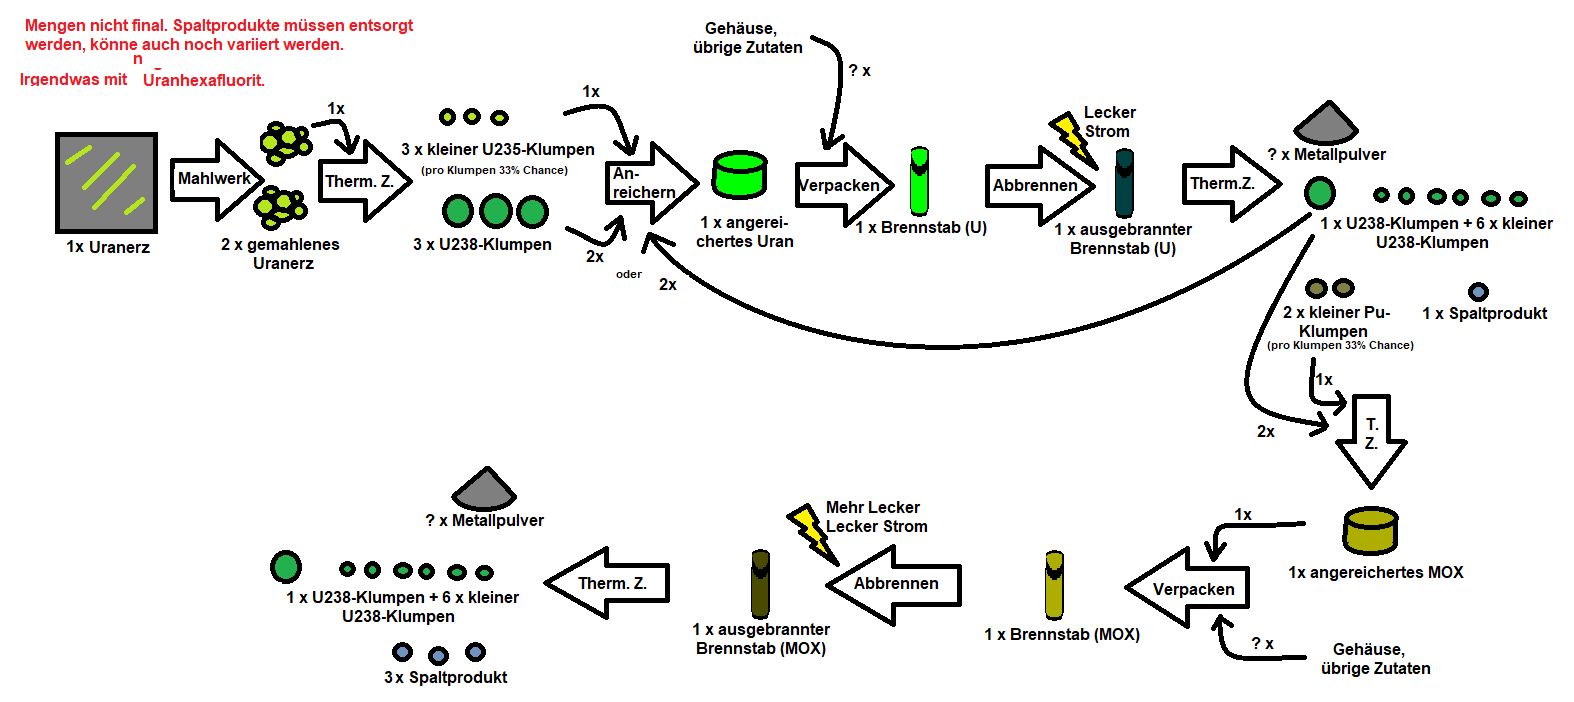 Mengen nicht final. Spaltprodukte müssen entsorgt
werden, könne auch noch variiert werden.
n
Irgendwas mit Uranhexafluorit.
Gehäuse,
übrige Zutaten
? x
1x
1x
Lecker
Strom
3 x kleiner U235-Klumpen
(pro Klumpen 33% Chance)
? x Metallpulver
Mahlwerk
Therm. Z.
An-
reichern
Verpacken
Abbrennen
Therm.Z.
1x Uranerz
2 x gemahlenes
Uranerz
3 x U238-Klumpen
2x
oder
2x
1 x angerei-
chertes Uran
1 x Brennstab (U)
1 x ausgebrannter
Brennstab (U)
1 x U238-Klumpen + 6 x kleiner
U238-Klumpen
2 x kleiner Pu-
Klumpen
(pro Klumpen 33% Chance)
1 x Spaltprodukt
1x
2x
T.
Z.
1x angereichertes MOX
1x
Verpacken
? x
Gehäuse,
übrige Zutaten
1 x Brennstab (MOX)
Abbrennen
Mehr Lecker
Lecker Strom
1 x ausgebrannter
Brennstab (MOX)
Therm. Z.
? x Metallpulver
1 x U238-Klumpen + 6 x kleiner
U238-Klumpen
3 x Spaltprodukt